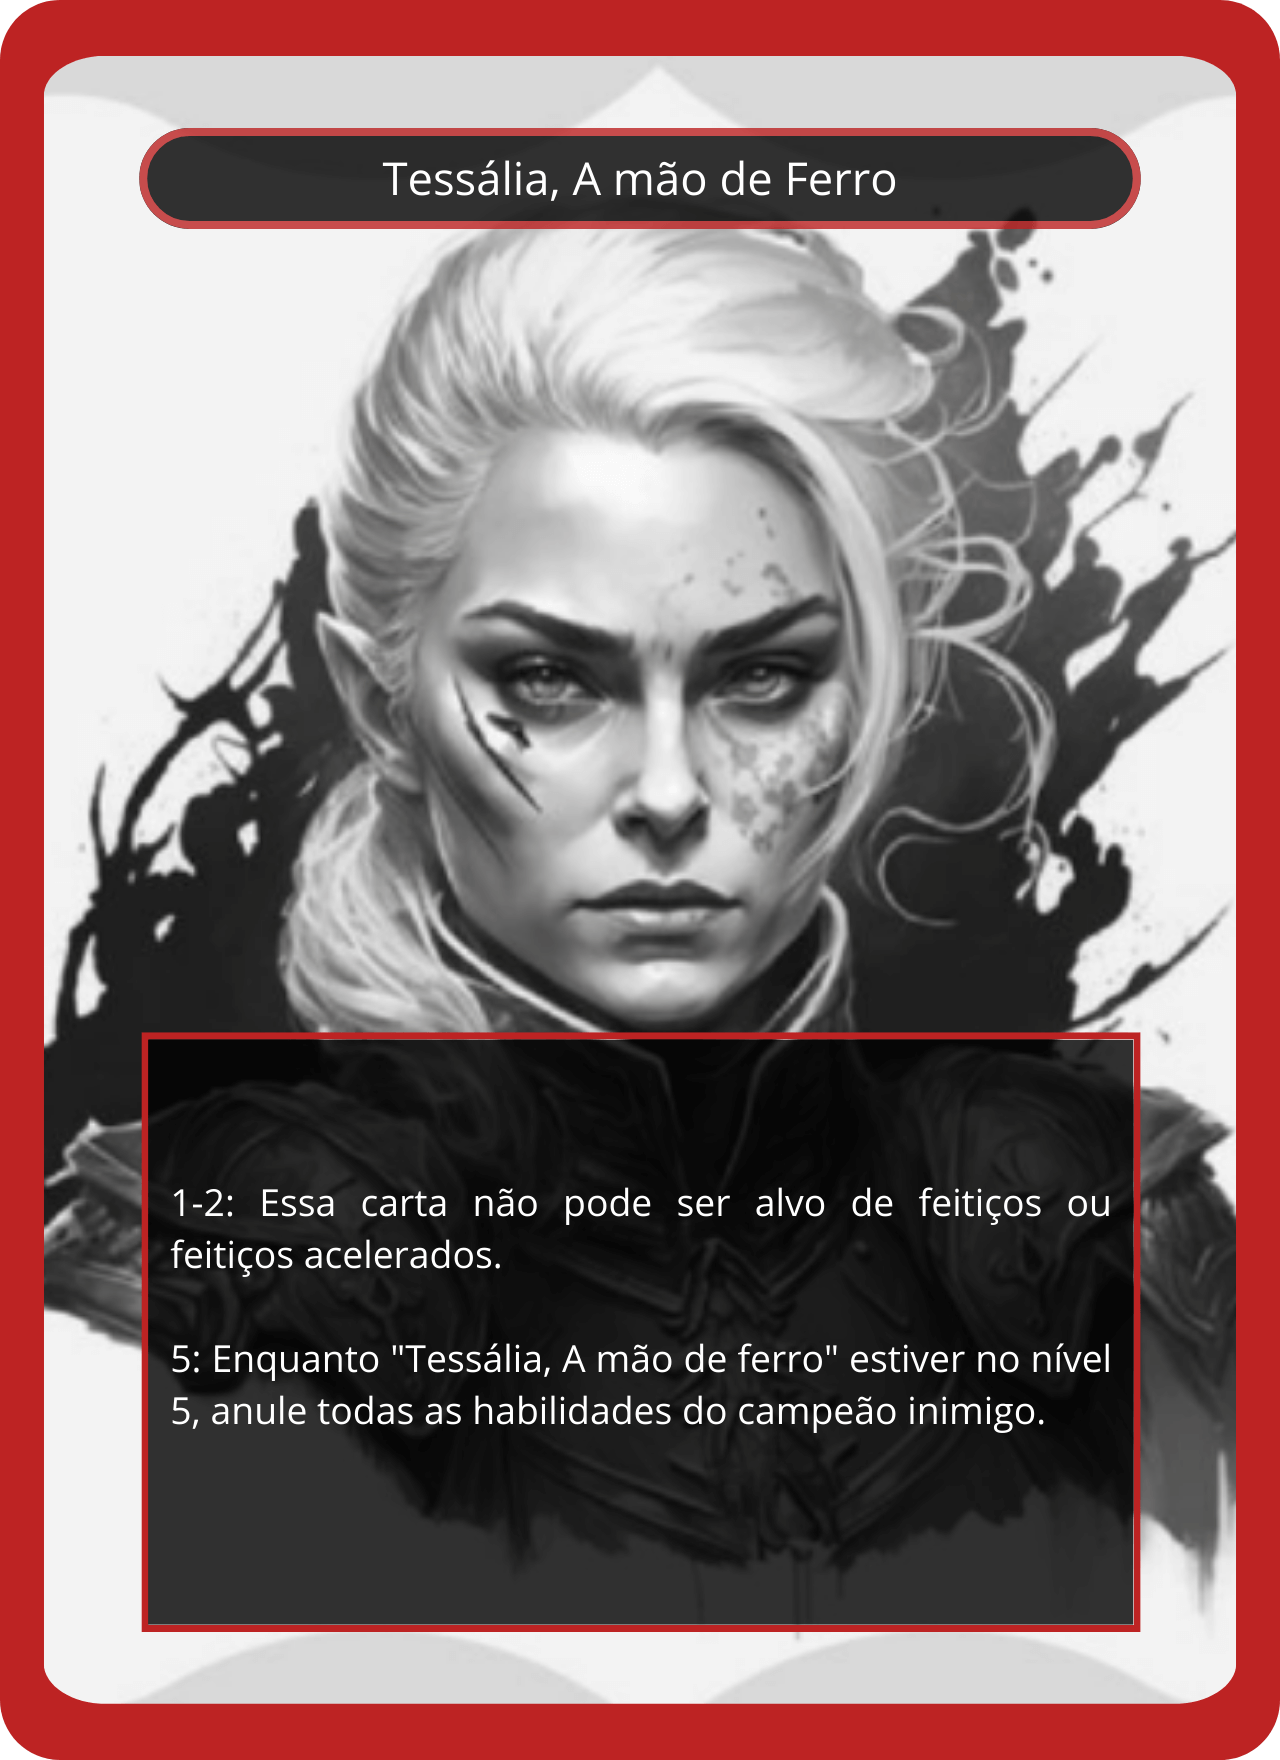 Tessália, A mão de Ferro
1-2: Essa carta não pode ser alvo de feitiços ou
feitiços acelerados.
5: Enquanto "Tessália, A mão de ferro" estiver no nível
5, anule todas as habilidades do campeão inimigo.